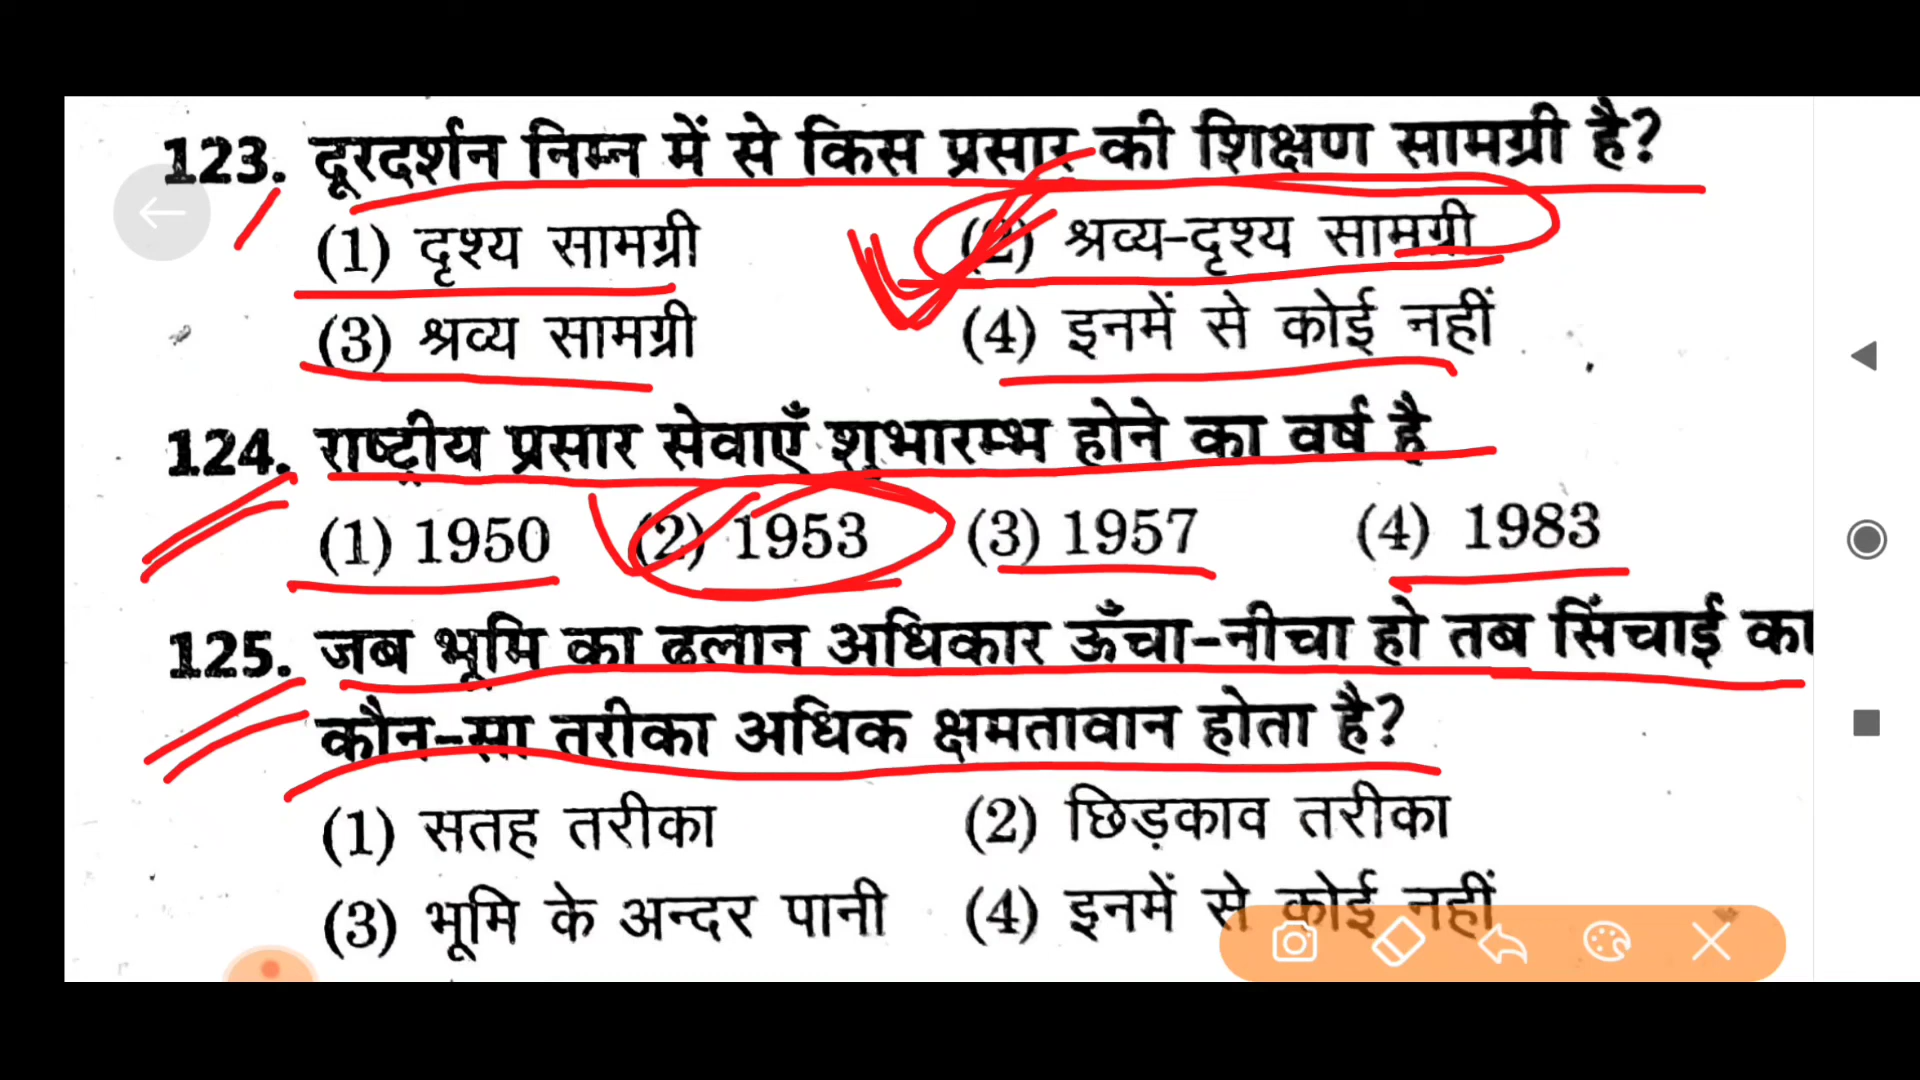 123. दूरदर्शन निम्न में से किस प्रसार की शिक्षण सामग्री है?
(1) दृश्य सामग्री (2) श्रव्य-दृश्य सामग्री
(3) श्रव्य सामग्री (4) इनमें से कोई नहीं
124. राष्ट्रीय प्रसार सेवाएँ शुभारम्भ होने का वर्ष है
(1) 1950 (2) 1953 (3) 1957 (4) 1983
125. जब भूमि का ढलान अधिकार ऊँचा-नीचा हो तब सिंचाई का
कौन-सा तरीका अधिक क्षमतावान होता है?
(1) सतह तरीका (2) छिड़काव तरीका
(3) भूमि के अन्दर पानी (4) इनमें से कोई नहीं